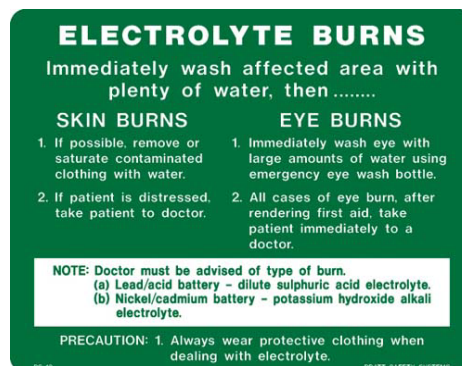 ELECTROLYTE BURNS
Immediately wash affected area with
plenty of water, then ........
SKIN BURNS
1. If possible, remove or
saturate contaminated
clothing with water.
2. If patient is distressed,
take patient to doctor.
EYE BURNS
1. Immediately wash eye with
large amounts of water using
emergency eye wash bottle.
2. All cases of eye burn, after
rendering first aid, take
patient immediately to a
doctor.
NOTE: Doctor must be advised of type of burn.
(a) Lead/acid battery – dilute sulphuric acid electrolyte.
(b) Nickel/cadmium battery – potassium hydroxide alkali
electrolyte.
PRECAUTION: 1. Always wear protective clothing when
dealing with electrolyte.